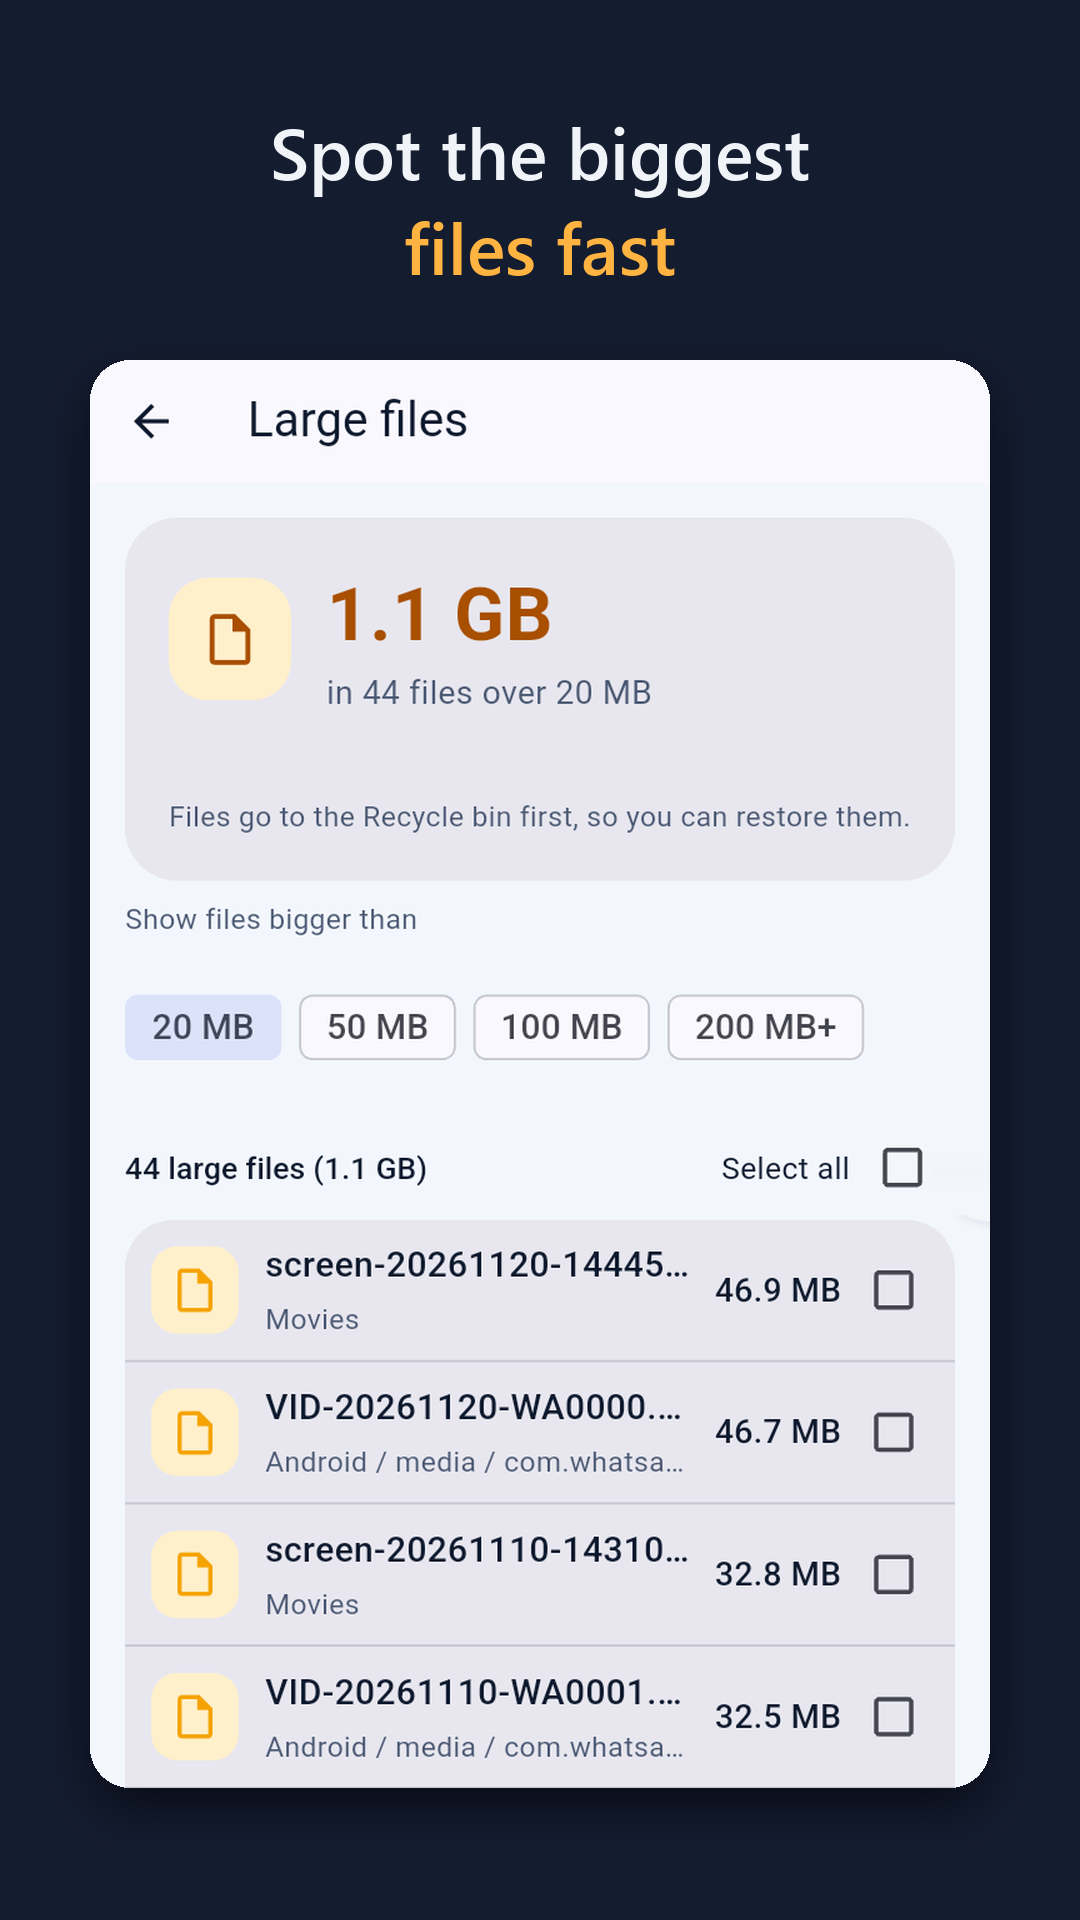 Spot the biggest
files fast
Large files
1.1 GB
in 44 files over 20 MB
Files go to the Recycle bin first, so you can restore them.
Show files bigger than
20 MB 50 MB 100 MB 200 MB+
44 large files (1.1 GB) Select all
screen-20261120-14445...
46.9 MB
Movies
VID-20261120-WA0000....
46.7 MB
Android / media / com.whatsa...
screen-20261110-14310...
32.8 MB
Movies
VID-20261110-WA0001....
32.5 MB
Android / media / com.whatsa...